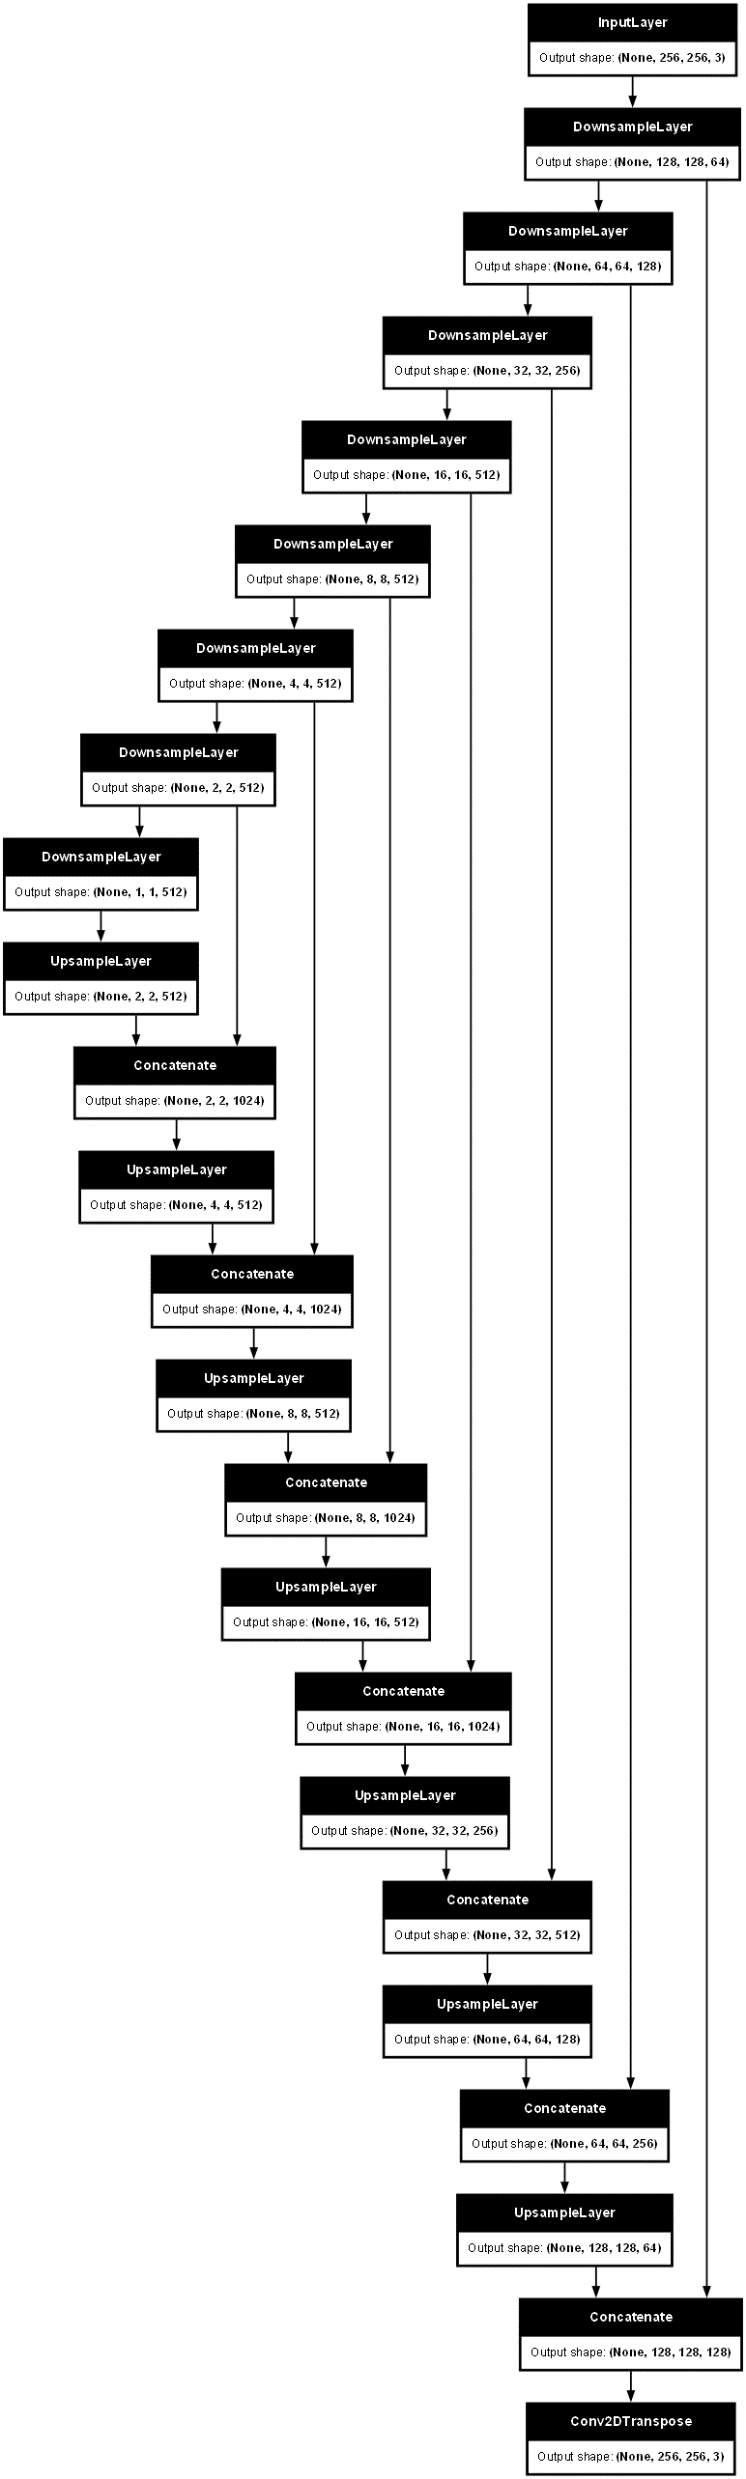 InputLayer
Output shape: (None, 256, 256, 3)
DownsampleLayer
Output shape: (None, 128, 128, 64)
DownsampleLayer
Output shape: (None, 64, 64, 128)
DownsampleLayer
Output shape: (None, 32, 32, 256)
DownsampleLayer
Output shape: (None, 16, 16, 512)
DownsampleLayer
Output shape: (None, 8, 8, 512)
DownsampleLayer
Output shape: (None, 4, 4, 512)
DownsampleLayer
Output shape: (None, 2, 2, 512)
DownsampleLayer
Output shape: (None, 1, 1, 512)
UpsampleLayer
Output shape: (None, 2, 2, 512)
Concatenate
Output shape: (None, 2, 2, 1024)
UpsampleLayer
Output shape: (None, 4, 4, 512)
Concatenate
Output shape: (None, 4, 4, 1024)
UpsampleLayer
Output shape: (None, 8, 8, 512)
Concatenate
Output shape: (None, 8, 8, 1024)
UpsampleLayer
Output shape: (None, 16, 16, 512)
Concatenate
Output shape: (None, 16, 16, 1024)
UpsampleLayer
Output shape: (None, 32, 32, 256)
Concatenate
Output shape: (None, 32, 32, 512)
UpsampleLayer
Output shape: (None, 64, 64, 128)
Concatenate
Output shape: (None, 64, 64, 256)
UpsampleLayer
Output shape: (None, 128, 128, 64)
Concatenate
Output shape: (None, 128, 128, 128)
Conv2DTranspose
Output shape: (None, 256, 256, 3)